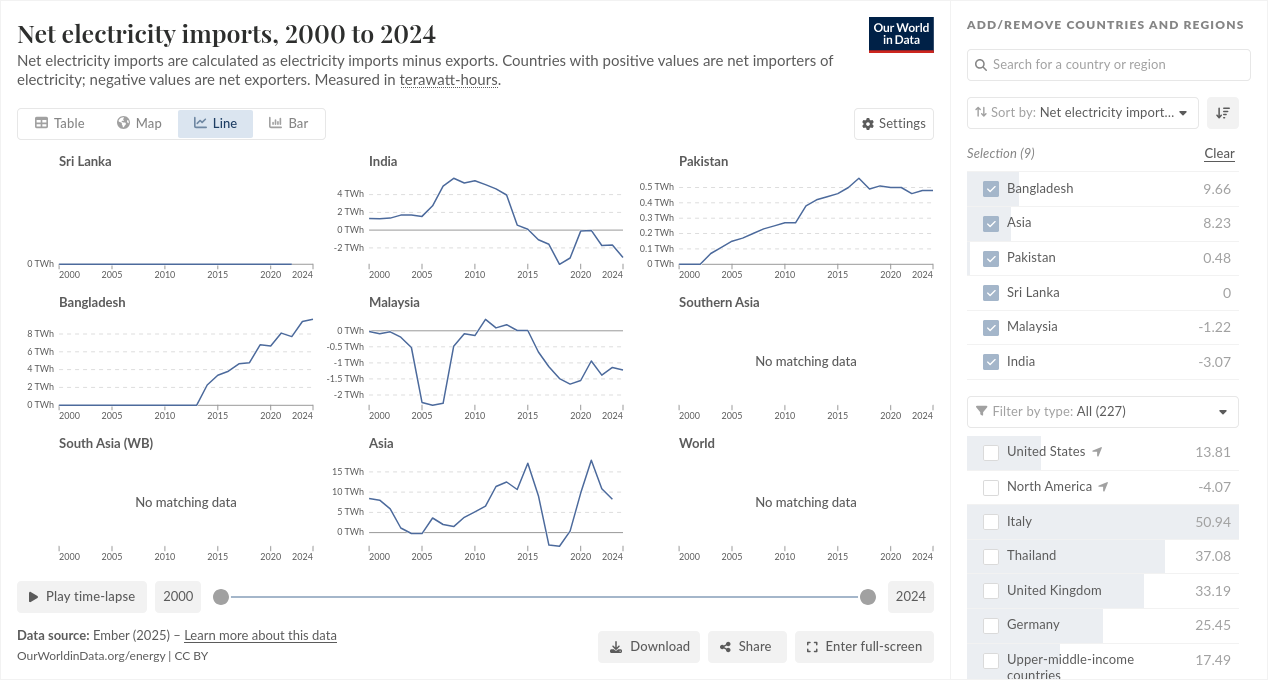 Net electricity imports, 2000 to 2024
Net electricity imports are calculated as electricity imports minus exports. Countries with positive values are net importers of
electricity; negative values are net exporters. Measured in terawatt-hours.
Our World
in Data
Table
Map
Line
Bar
Settings
Sri Lanka
0 TWh
2000 2005 2010 2015 2020 2024
India
4 TWh
2 TWh
0 TWh
-2 TWh
2000 2005 2010 2015 2020 2024
Pakistan
0.5 TWh
0.4 TWh
0.3 TWh
0.2 TWh
0.1 TWh
0 TWh
2000 2005 2010 2015 2020 2024
Bangladesh
8 TWh
6 TWh
4 TWh
2 TWh
0 TWh
2000 2005 2010 2015 2020 2024
Malaysia
0 TWh
-0.5 TWh
-1 TWh
-1.5 TWh
-2 TWh
2000 2005 2010 2015 2020 2024
Southern Asia
No matching data
2000 2005 2010 2015 2020 2024
South Asia (WB)
No matching data
2000 2005 2010 2015 2020 2024
Asia
15 TWh
10 TWh
5 TWh
0 TWh
2000 2005 2010 2015 2020 2024
World
No matching data
2000 2005 2010 2015 2020 2024
Play time-lapse
2000
2024
Data source: Ember (2025) – Learn more about this data
OurWorldinData.org/energy | CC BY
Download
Share
Enter full-screen
ADD/REMOVE COUNTRIES AND REGIONS
Search for a country or region
Sort by: Net electricity import...
Selection (9)
Clear
Bangladesh 9.66
Asia 8.23
Pakistan 0.48
Sri Lanka 0
Malaysia -1.22
India -3.07
Filter by type: All (227)
United States 13.81
North America -4.07
Italy 50.94
Thailand 37.08
United Kingdom 33.19
Germany 25.45
Upper-middle-income 17.49
countries